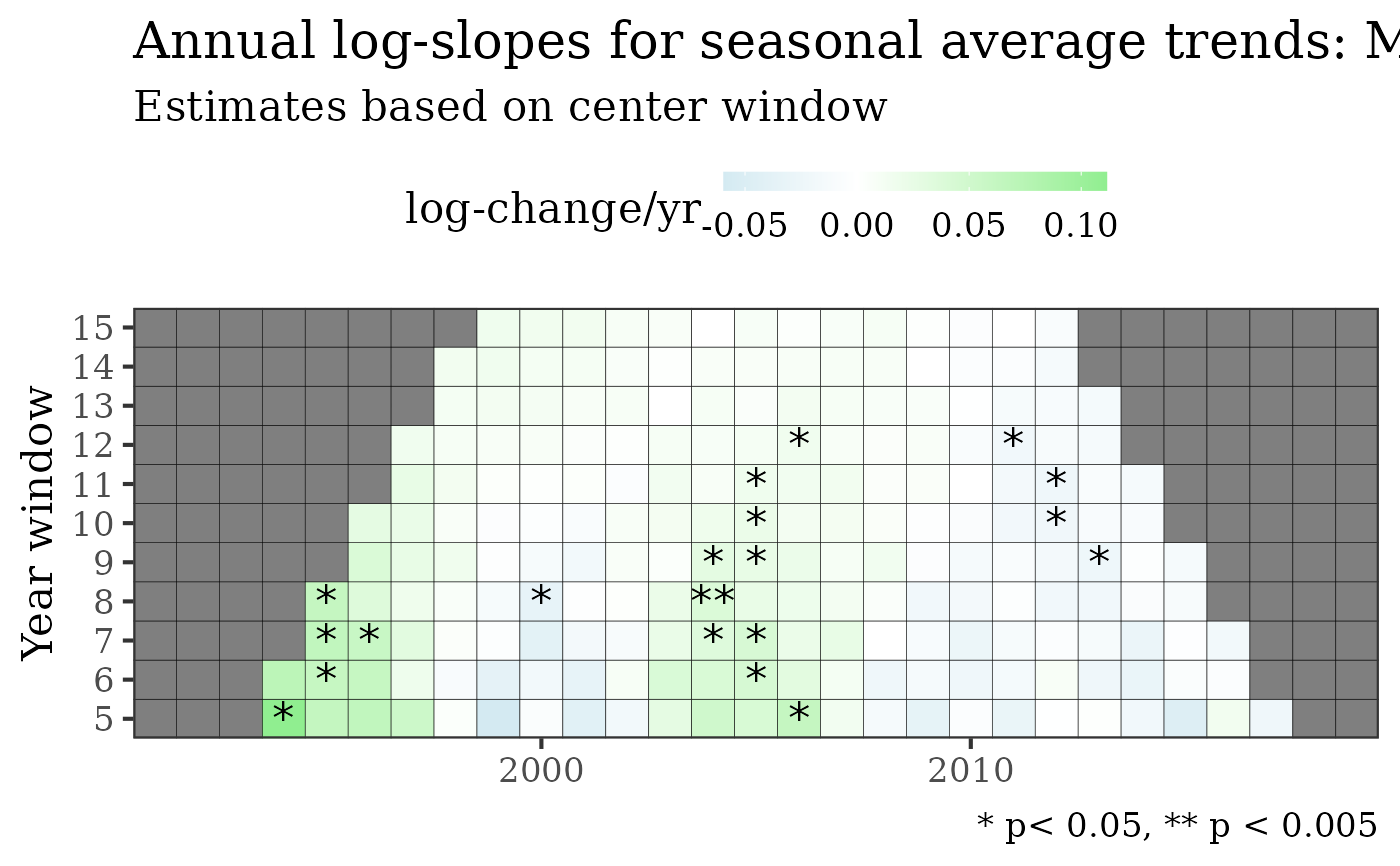 Annual log-slopes for seasonal average trends: M
Estimates based on center window
log-change/yr
-0.05 0.00 0.05 0.10
Year window
15
14
13
12
* *
11
* *
10
* *
9
* * *
8
* * **
7
* * * *
6
* *
5
* *
2000 2010
* p< 0.05, ** p < 0.005